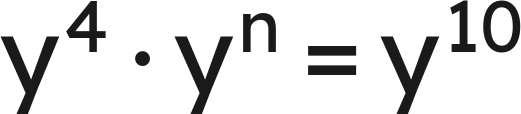 y⁴ · yⁿ = y¹⁰